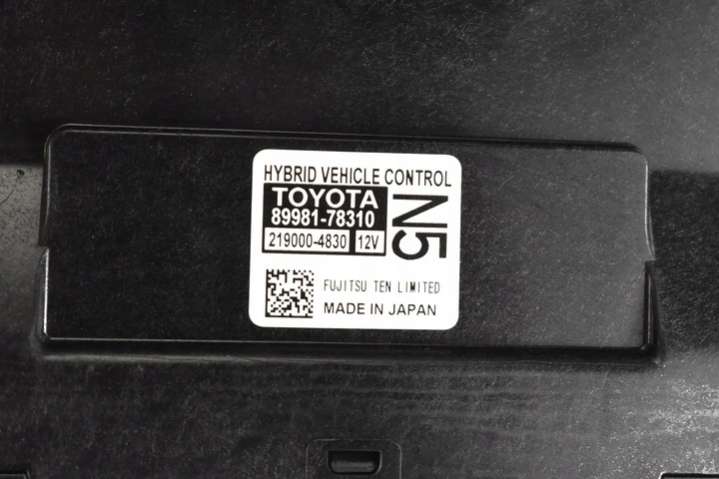 HYBRID VEHICLE CONTROL
TOYOTA
89981-78310
219000-4830 12V
N5
FUJITSU TEN LIMITED
MADE IN JAPAN